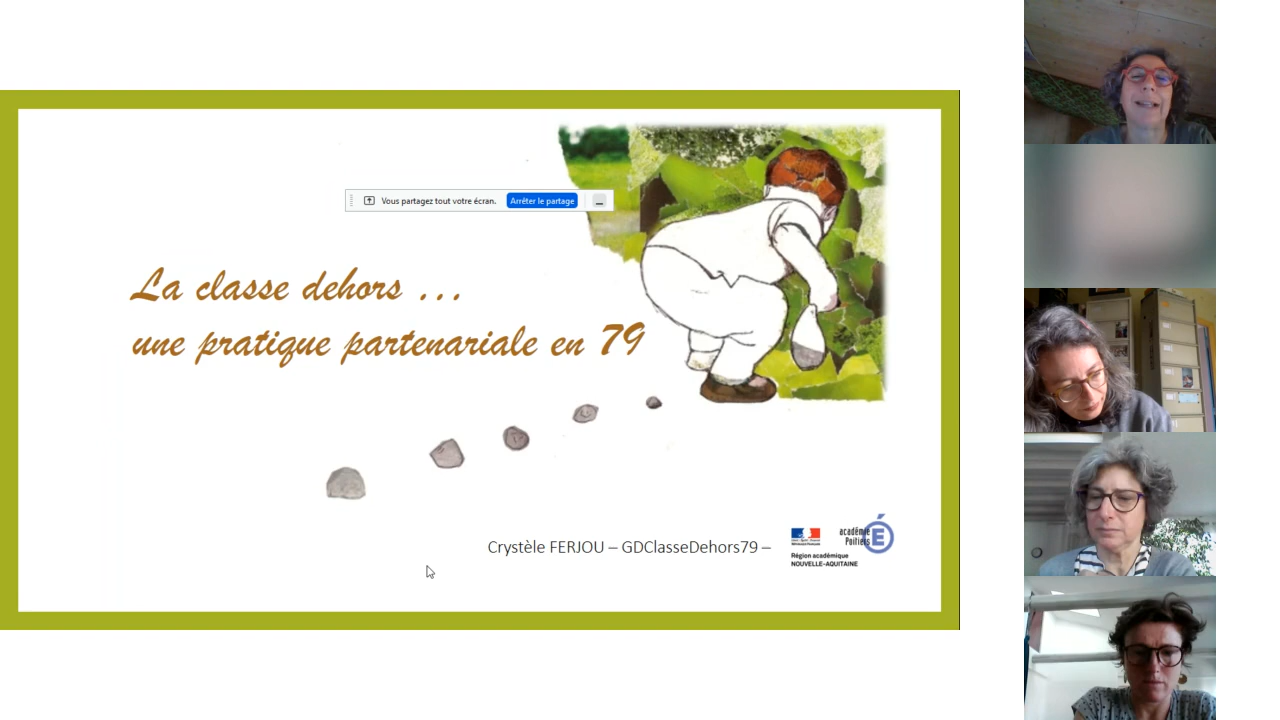 Vous partagez tout votre écran.
Arrêter le partage
La classe dehors ...
une pratique partenariale en 79
Crystèle FERJOU – GDClasseDehors79 –
académie
Poitiers
É
Région académique
NOUVELLE-AQUITAINE